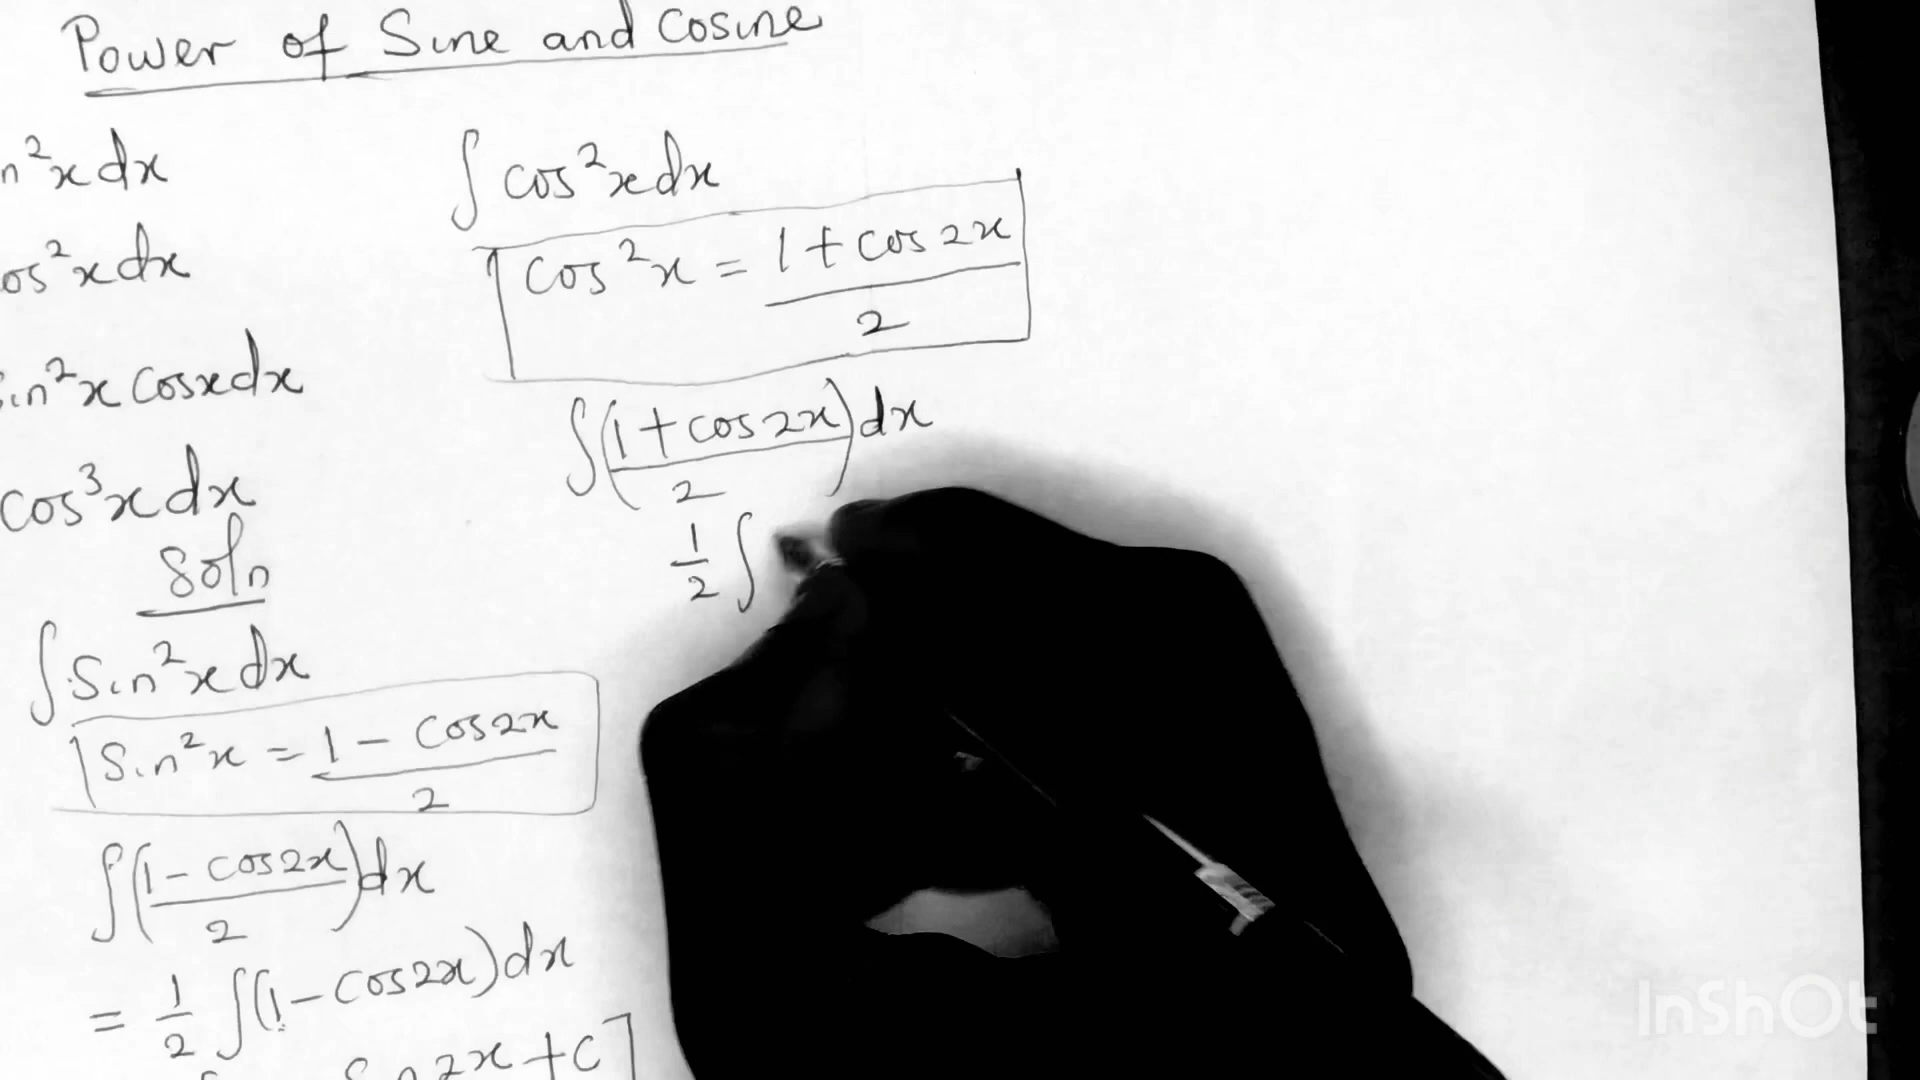 Power of Sine and Cosine
n²x dx
os²x dx
in²x cosx dx
cos³x dx
soln
∫ Sin²x dx
Sin²x = 1 - cos2x / 2
∫(1 - cos2x / 2)dx
= 1/2 ∫(1 - cos2x)dx
2x + C]
∫ cos²x dx
cos²x = 1 + cos2x / 2
∫(1 + cos2x / 2)dx
1/2 ∫
InShOt